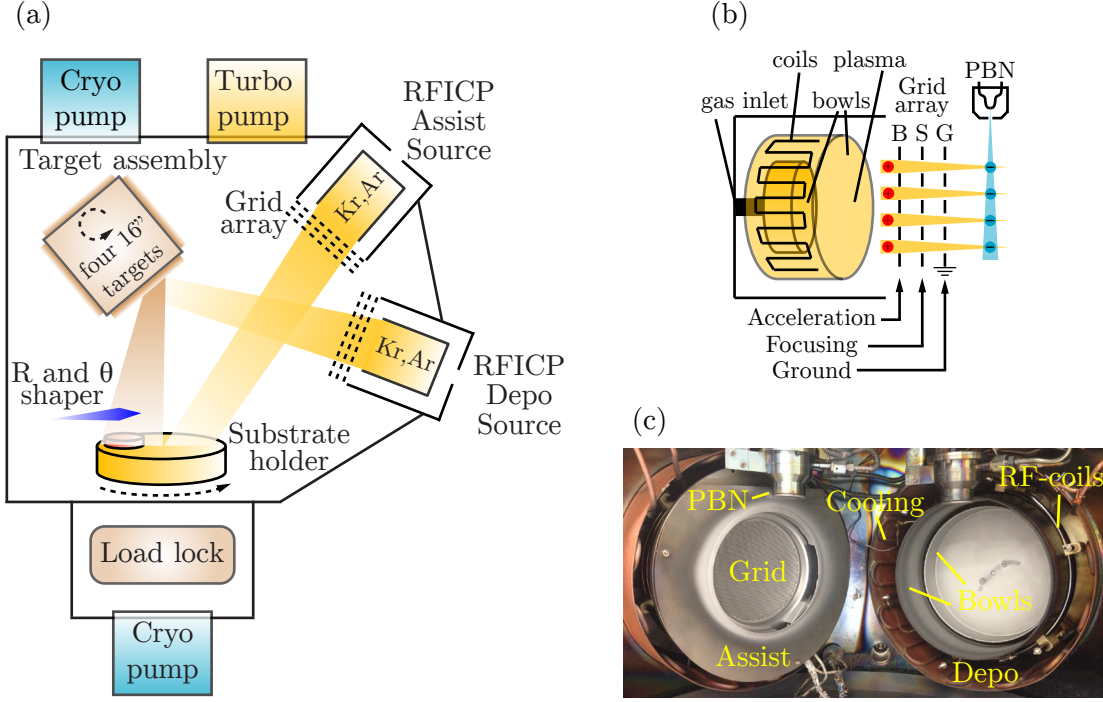 (a)
Cryo
pump
Turbo
pump
RFICP
Assist
Source
Target assembly
Kr,Ar
Grid
array
four 16”
targets
Kr,Ar
R and θ
shaper
RFICP
Depo
Source
Substrate
holder
Load lock
Cryo
pump
(b)
coils
plasma
PBN
Grid
array
gas inlet
bowls
B S G
+
−
+
−
+
−
+
−
Acceleration
Focusing
Ground
(c)
PBN
Cooling
RF-coils
Grid
Bowls
Assist
Depo